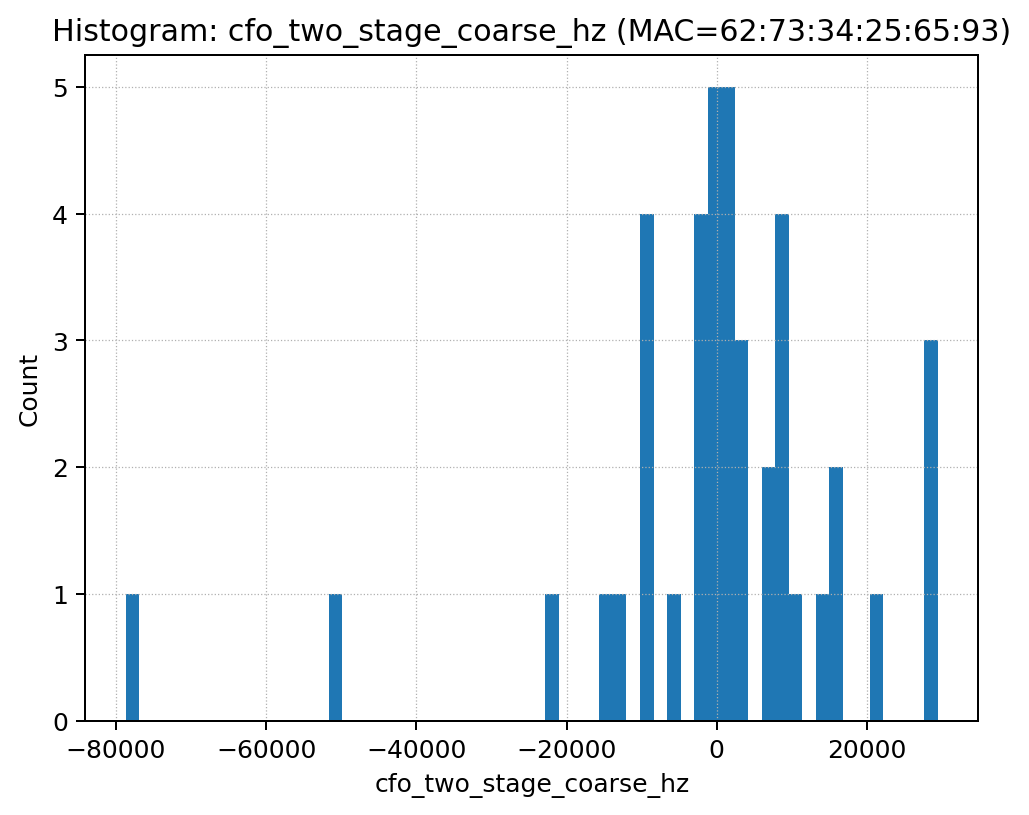 Histogram: cfo_two_stage_coarse_hz (MAC=62:73:34:25:65:93)
5
4
3
2
1
0
Count
−80000 −60000 −40000 −20000 0 20000
cfo_two_stage_coarse_hz